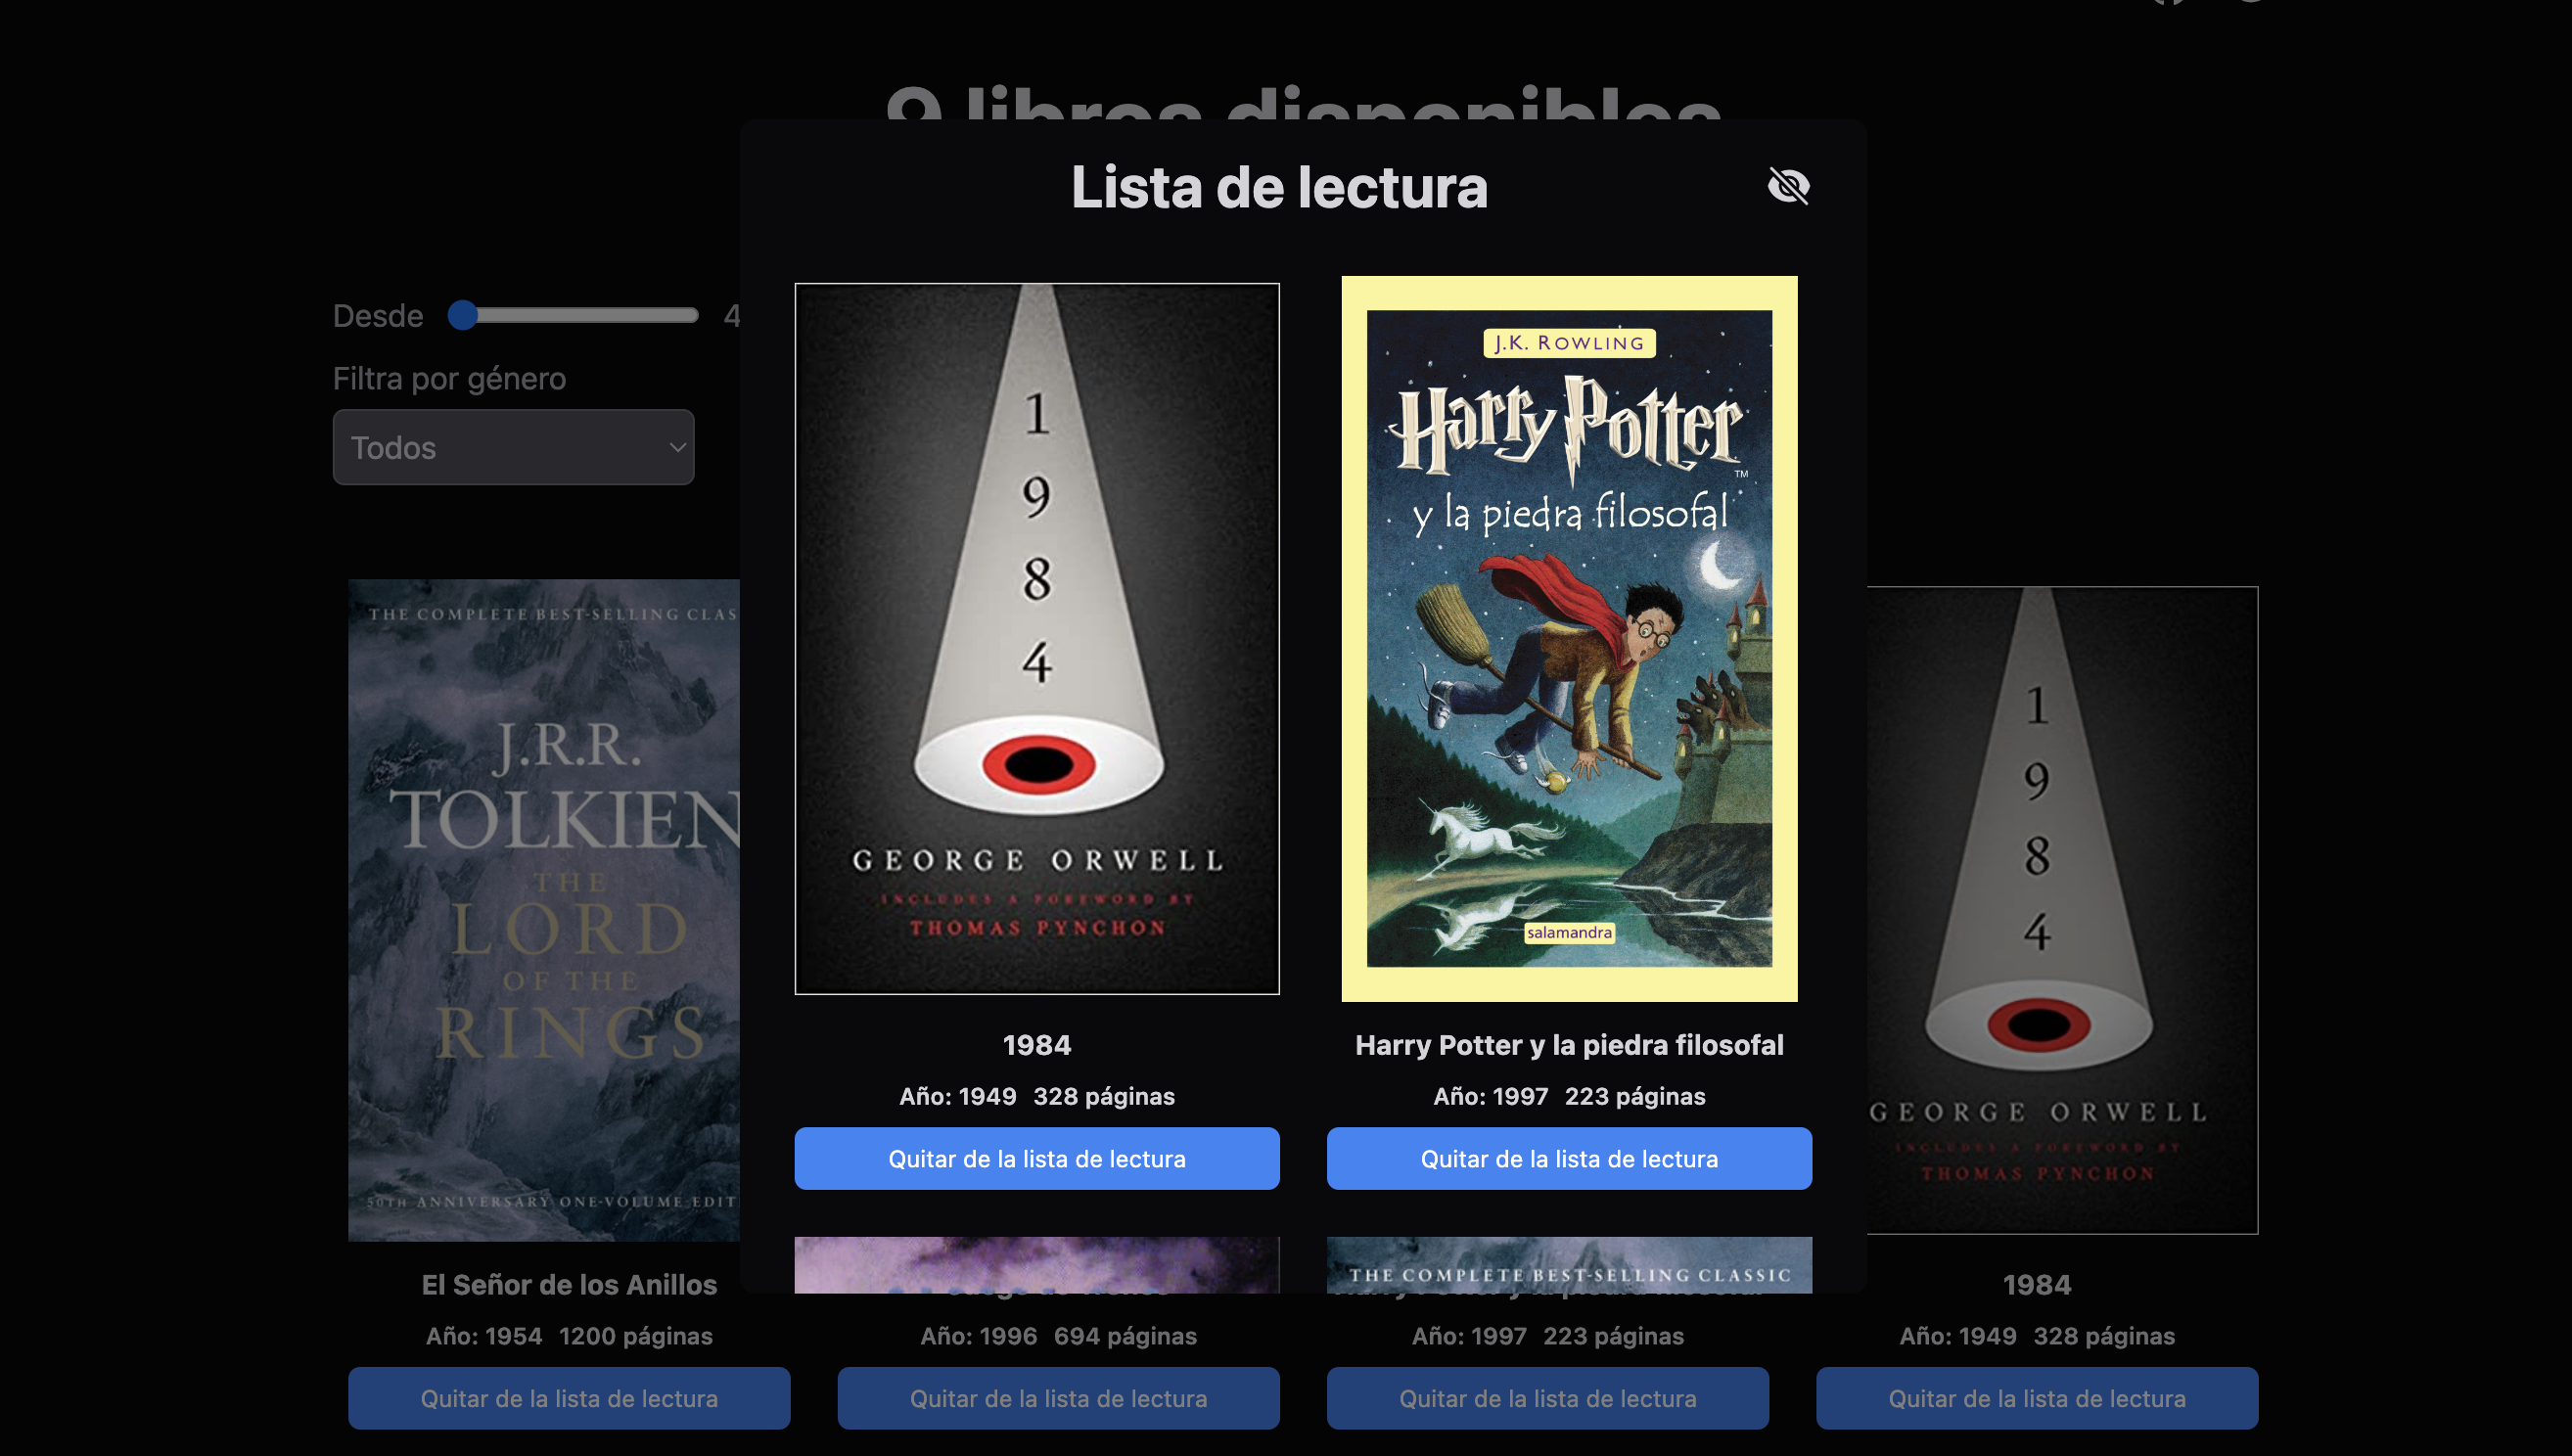 9 libros disponibles
Lista de lectura
Desde 4
Filtra por género
Todos
1
9
8
4
GEORGE ORWELL
INCLUDES A FOREWORD BY
THOMAS PYNCHON
J.K. ROWLING
Harry Potter
TM
y la piedra filosofal
salamandra
1984
Año: 1949 328 páginas
Quitar de la lista de lectura
Harry Potter y la piedra filosofal
Año: 1997 223 páginas
Quitar de la lista de lectura
THE COMPLETE BEST-SELLING CLASSIC
THE COMPLETE BEST-SELLING CLAS
J.R.R.
TOLKIEN
THE
LORD
OF THE
RINGS
50TH ANNIVERSARY ONE-VOLUME EDIT
El Señor de los Anillos
Año: 1954 1200 páginas
Quitar de la lista de lectura
Año: 1996 694 páginas
Quitar de la lista de lectura
Harry Potter y la piedra filosofal
Año: 1997 223 páginas
Quitar de la lista de lectura
1
9
8
4
GEORGE ORWELL
INCLUDES A FOREWORD BY
THOMAS PYNCHON
1984
Año: 1949 328 páginas
Quitar de la lista de lectura